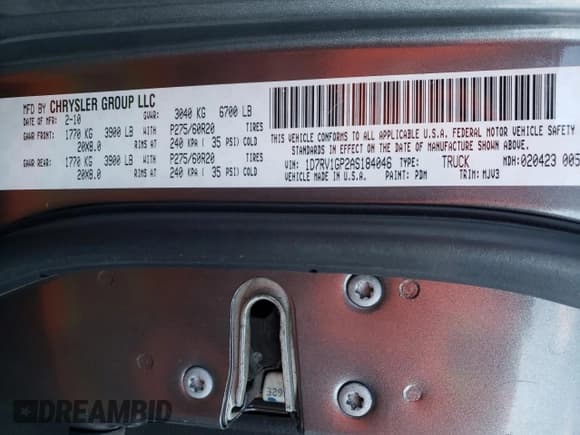 MFD BY CHRYSLER GROUP LLC
DATE OF MFR: 2-10 GVWR: 3040 KG 6700 LB
GAWR FRONT: 1770 KG 3900 LB WITH P275/60R20 TIRES
20X8.0 RIMS AT 240 KPA ( 35 PSI) COLD
GAWR REAR: 1770 KG 3900 LB WITH P275/60R20 TIRES
20X8.0 RIMS AT 240 KPA ( 35 PSI) COLD
THIS VEHICLE CONFORMS TO ALL APPLICABLE U.S.A. FEDERAL MOTOR VEHICLE SAFETY
STANDARDS IN EFFECT ON THE DATE OF MANUFACTURE SHOWN ABOVE.
VIN: 1D7RV1GP2AS184046 TYPE: TRUCK MDH: 020423 005
VEHICLE MADE IN U.S.A. PAINT: PDM TRIM: MJV3
DREAMBID